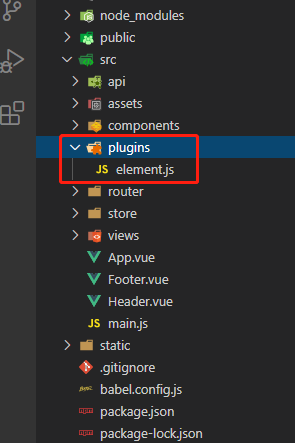 node_modules
public
src
api
assets
components
plugins
JS element.js
router
store
views
App.vue
Footer.vue
Header.vue
JS main.js
static
.gitignore
babel.config.js
package.json
package-lock.json